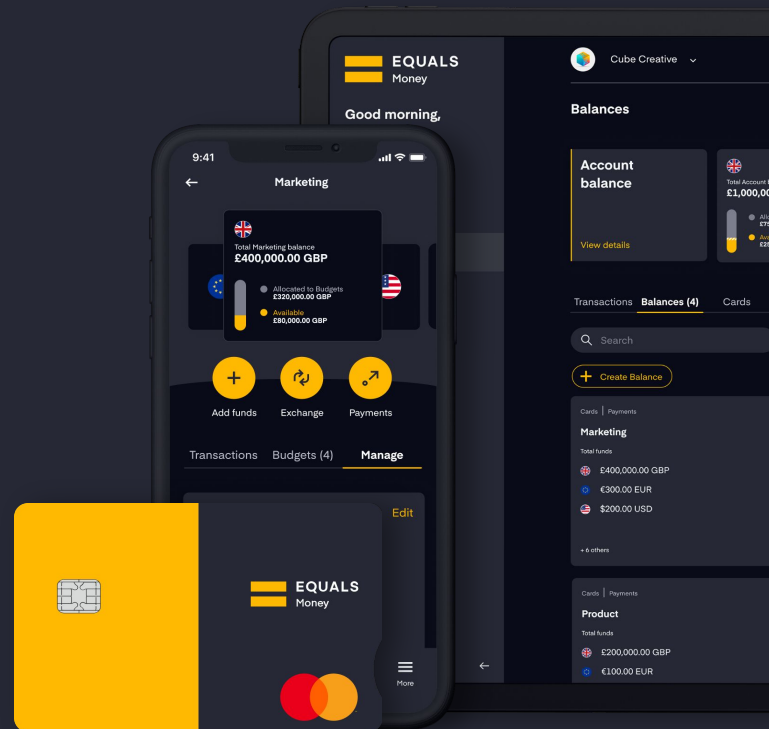 EQUALS
Money
Good morning,
Cube Creative
Balances
Account
balance
View details
Total Account
£1,000,00
Transactions Balances (4) Cards
Search
Create Balance
Cards | Payments
Marketing
Total funds
£400,000.00 GBP
€300.00 EUR
$200.00 USD
+ 6 others
Cards | Payments
Product
Total funds
£200,000.00 GBP
€100.00 EUR
9:41
Marketing
Total Marketing balance
£400,000.00 GBP
Allocated to Budgets
£320,000.00 GBP
Available
£80,000.00 GBP
Add funds Exchange Payments
Transactions Budgets (4) Manage
Edit
More
EQUALS
Money